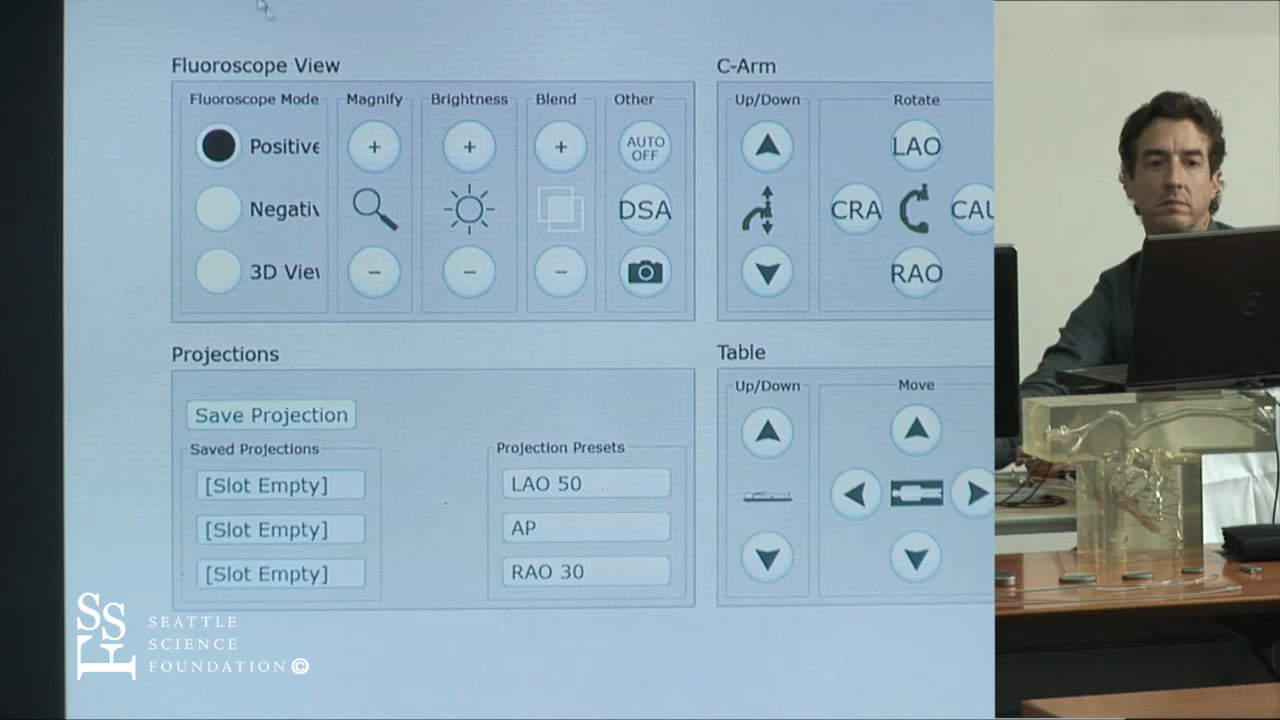 Fluoroscope View
Fluoroscope Mode
Magnify
Brightness
Blend
Other
Positive
+
+
+
AUTO
OFF
Negativ
DSA
3D View
-
-
-
C-Arm
Up/Down
Rotate
LAO
CRA
CAU
RAO
Projections
Save Projection
Saved Projections
[Slot Empty]
[Slot Empty]
[Slot Empty]
Projection Presets
LAO 50
AP
RAO 30
Table
Up/Down
Move
SSF
SEATTLE
SCIENCE
FOUNDATION©